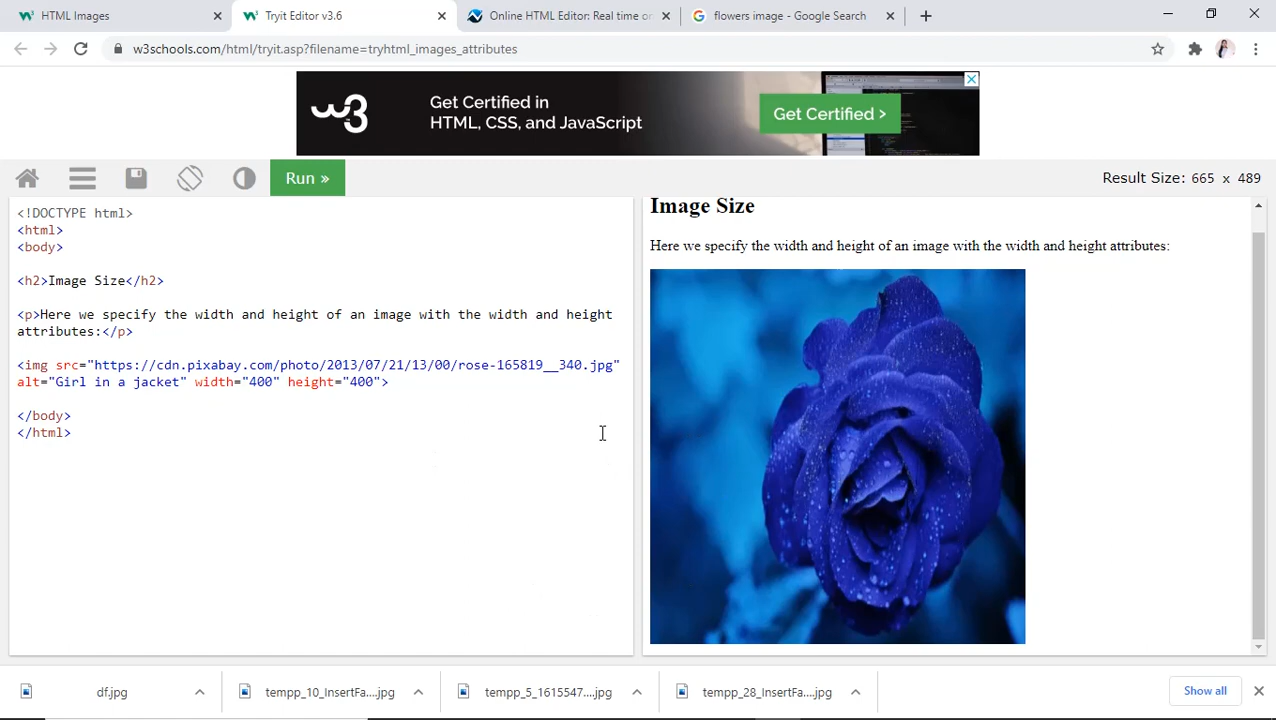 HTML Images
Tryit Editor v3.6
Online HTML Editor: Real time or
flowers image - Google Search
w3schools.com/html/tryit.asp?filename=tryhtml_images_attributes
Get Certified in
HTML, CSS, and JavaScript
Get Certified >
Run »
Result Size: 665 x 489
<!DOCTYPE html>
<html>
<body>
<h2>Image Size</h2>
<p>Here we specify the width and height of an image with the width and height
attributes:</p>
<img src="https://cdn.pixabay.com/photo/2013/07/21/13/00/rose-165819__340.jpg"
alt="Girl in a jacket" width="400" height="400">
</body>
</html>
Image Size
Here we specify the width and height of an image with the width and height attributes:
df.jpg
tempp_10_InsertFa....jpg
tempp_5_1615547....jpg
tempp_28_InsertFa....jpg
Show all